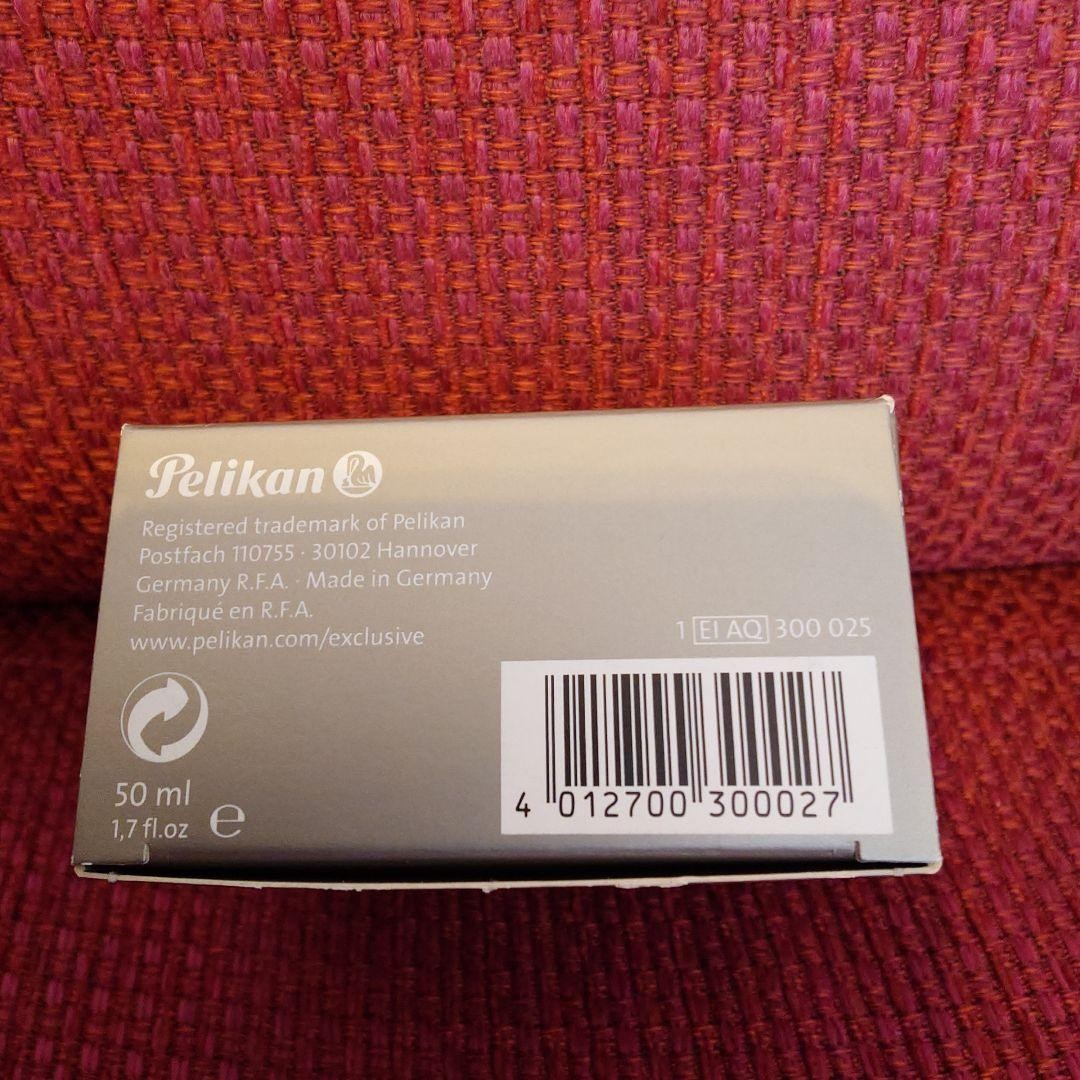 Pelikan
Registered trademark of Pelikan
Postfach 110755 · 30102 Hannover
Germany R.F.A. · Made in Germany
Fabriqué en R.F.A.
www.pelikan.com/exclusive
1 EI AQ 300 025
50 ml
1,7 fl.oz e
4 012700 300027